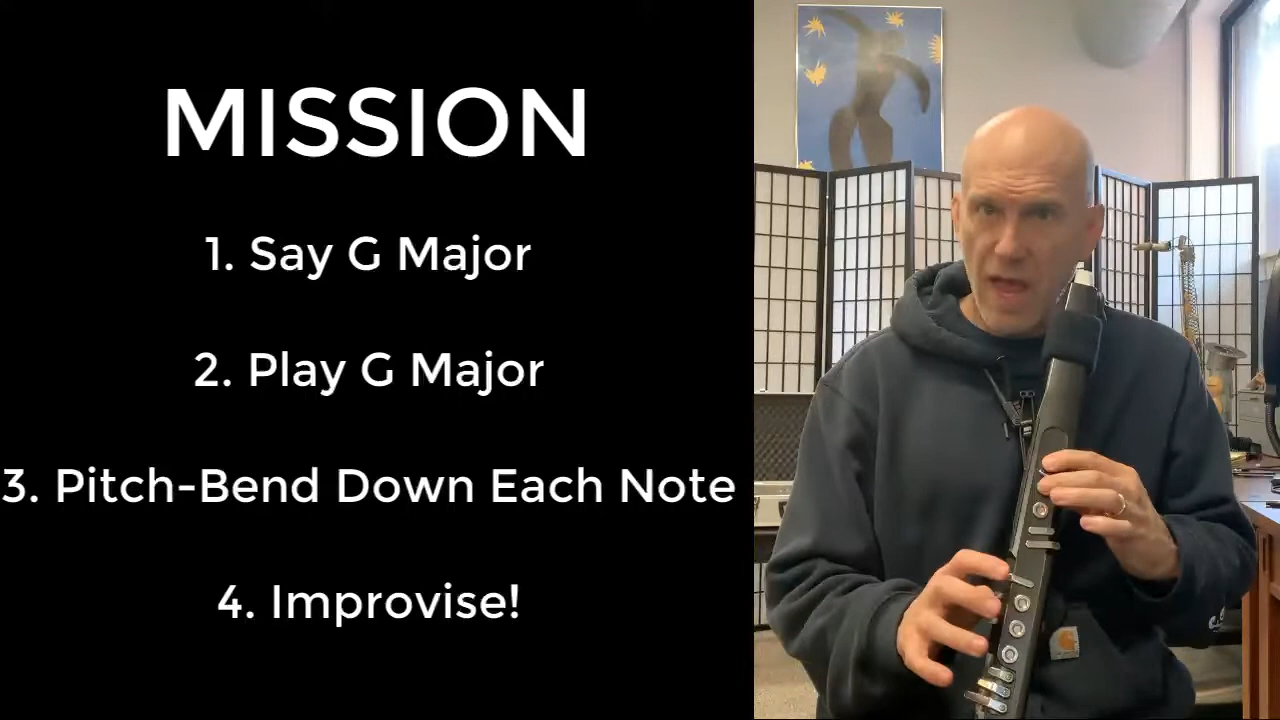 MISSION
1. Say G Major
2. Play G Major
3. Pitch-Bend Down Each Note
4. Improvise!